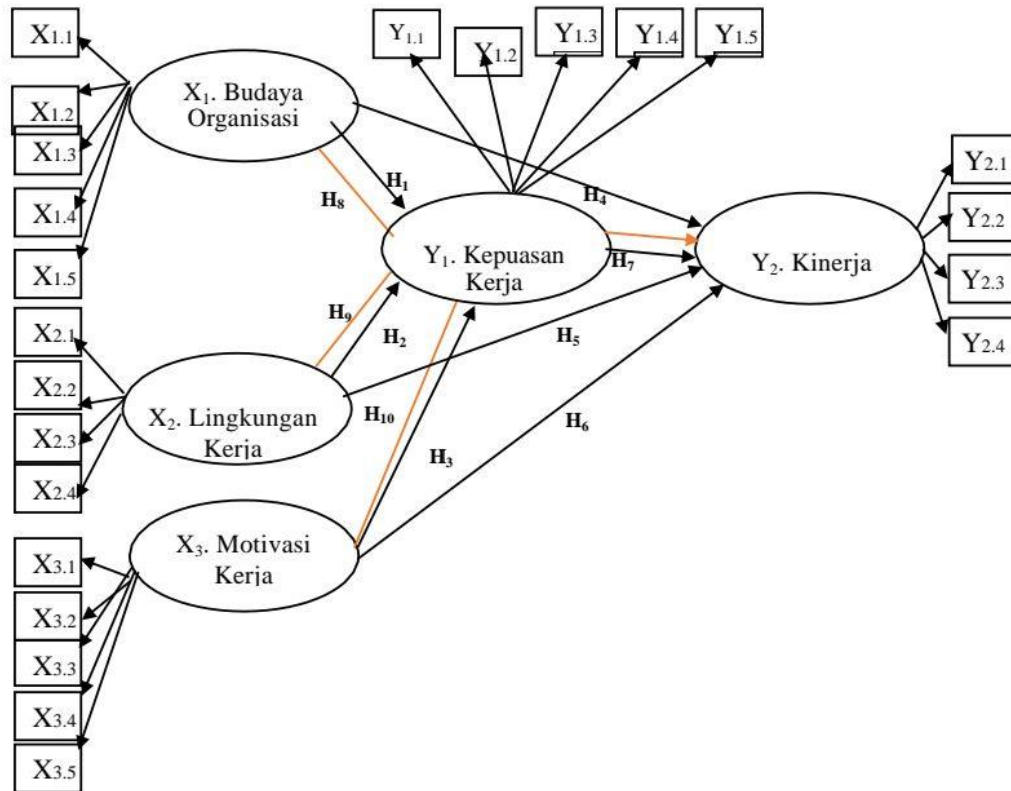 X1.1
X1.2
X1.3
X1.4
X1.5
X2.1
X2.2
X2.3
X2.4
X3.1
X3.2
X3.3
X3.4
X3.5
X₁. Budaya
Organisasi
X₂. Lingkungan
Kerja
X₃. Motivasi
Kerja
H₁
H₈
H₉
H₂
H₁₀
H₃
Y1.1
Y1.2
Y1.3
Y1.4
Y1.5
Y₁. Kepuasan
Kerja
H₄
H₇
H₅
H₆
Y₂. Kinerja
Y2.1
Y2.2
Y2.3
Y2.4